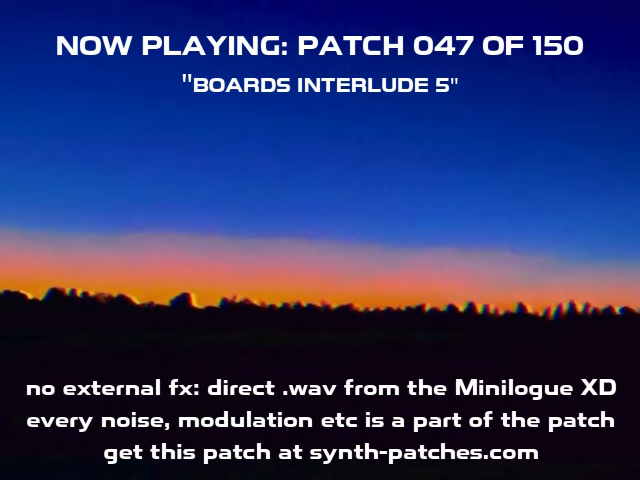 NOW PLAYING: PATCH 047 OF 150
"BOARDS INTERLUDE 5"
no external fx: direct .wav from the Minilogue XD
every noise, modulation etc is a part of the patch
get this patch at synth-patches.com